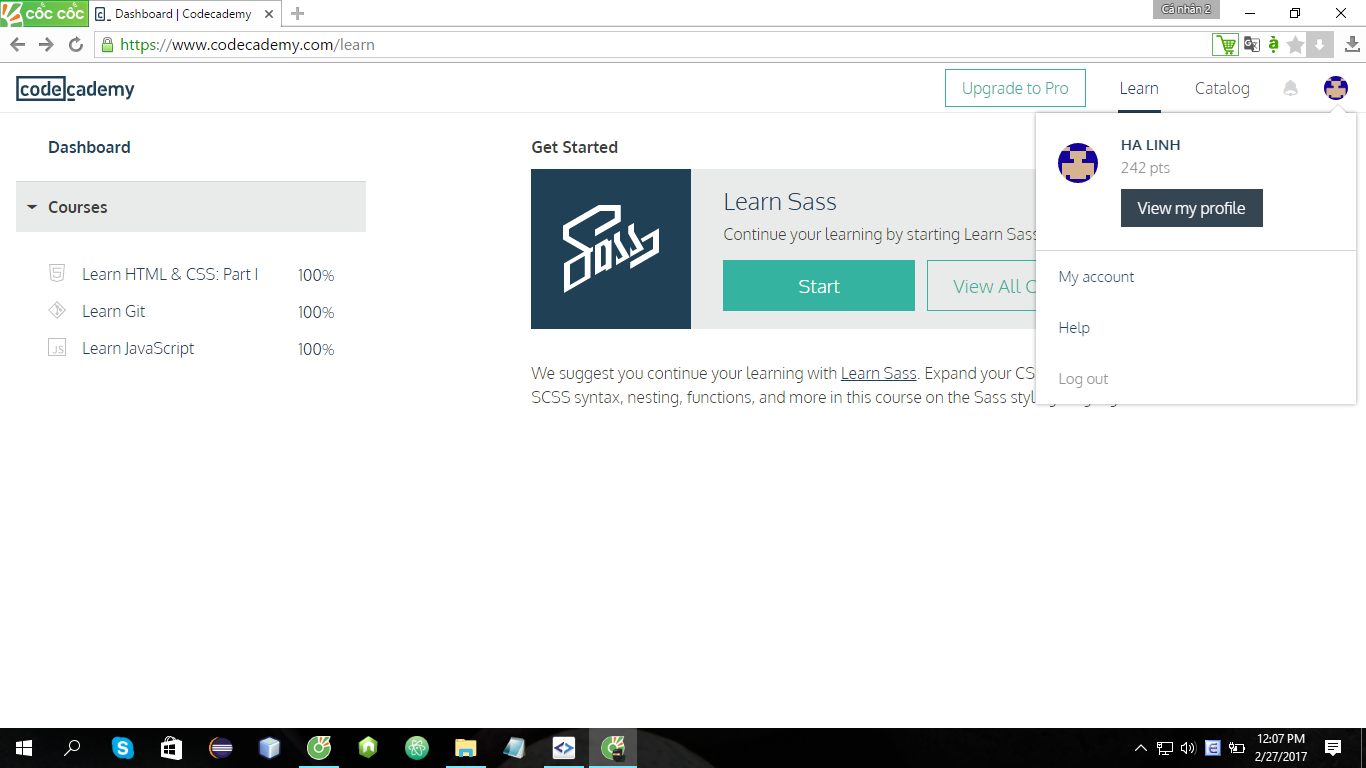 CỐC CỐC
Dashboard | Codecademy
Cá nhân 2
https://www.codecademy.com/learn
codecademy
Upgrade to Pro
Learn
Catalog
HA LINH
242 pts
View my profile
My account
Help
Log out
Dashboard
Courses
Learn HTML & CSS: Part I 100%
Learn Git 100%
Learn JavaScript 100%
Get Started
Sass
Learn Sass
Continue your learning by starting Learn Sass
Start
View All
We suggest you continue your learning with Learn Sass. Expand your CS
SCSS syntax, nesting, functions, and more in this course on the Sass
12:07 PM
2/27/2017